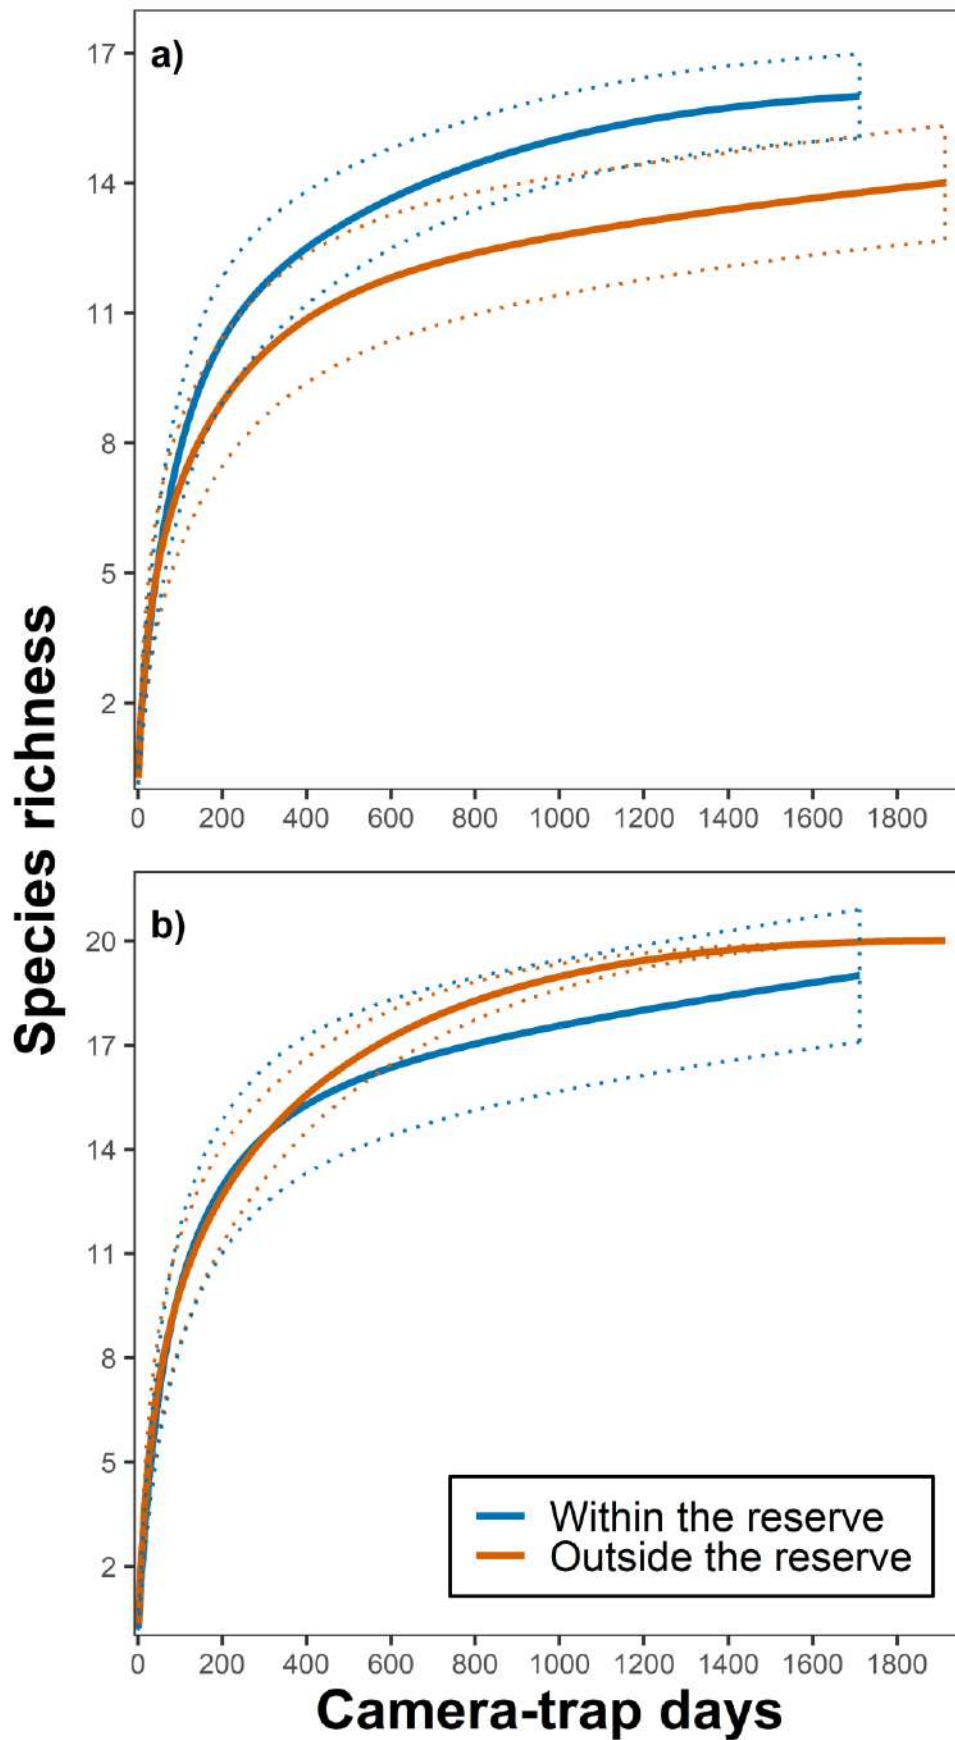 Species richness
a)
17
14
11
8
5
2
0 200 400 600 800 1000 1200 1400 1600 1800
b)
20
17
14
11
8
5
2
Within the reserve
Outside the reserve
0 200 400 600 800 1000 1200 1400 1600 1800
Camera-trap days